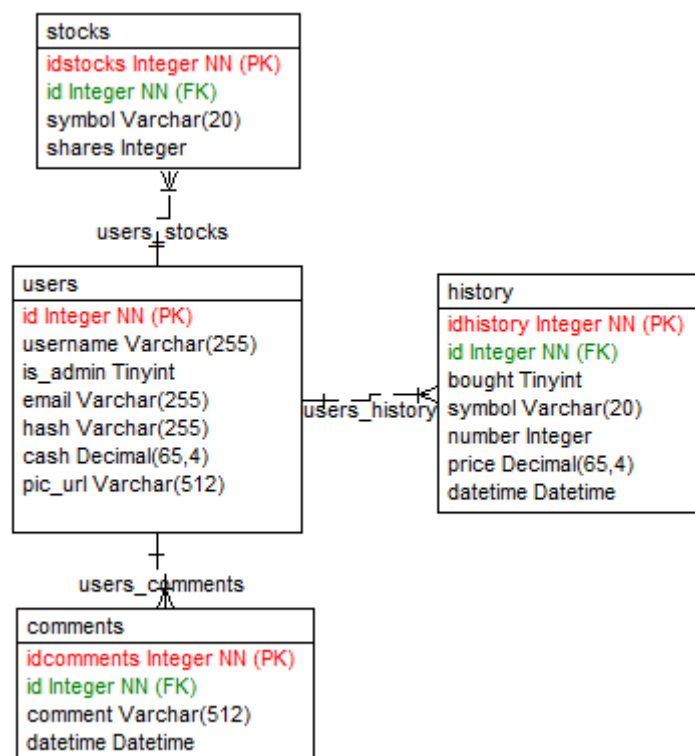 stocks
idstocks Integer NN (PK)
id Integer NN (FK)
symbol Varchar(20)
shares Integer
users_stocks
users
id Integer NN (PK)
username Varchar(255)
is_admin Tinyint
email Varchar(255)
hash Varchar(255)
cash Decimal(65,4)
pic_url Varchar(512)
users_history
history
idhistory Integer NN (PK)
id Integer NN (FK)
bought Tinyint
symbol Varchar(20)
number Integer
price Decimal(65,4)
datetime Datetime
users_comments
comments
idcomments Integer NN (PK)
id Integer NN (FK)
comment Varchar(512)
datetime Datetime